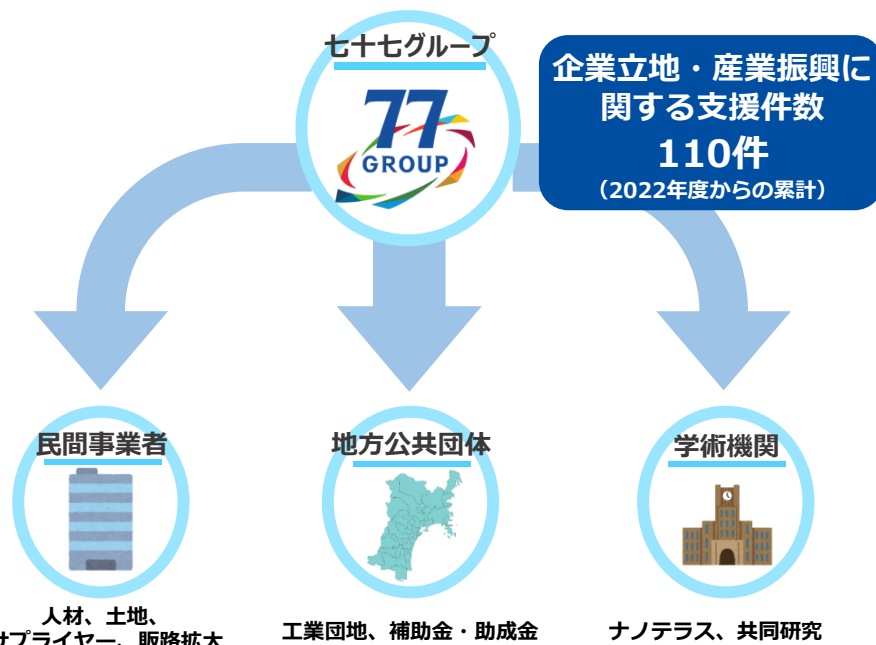 七十七グループ
77
GROUP
企業立地・産業振興に
関する支援件数
110件
（2022年度からの累計）
民間事業者
地方公共団体
学術機関
人材、土地、
サプライヤー、販路拡大
工業団地、補助金・助成金
ナノテラス、共同研究